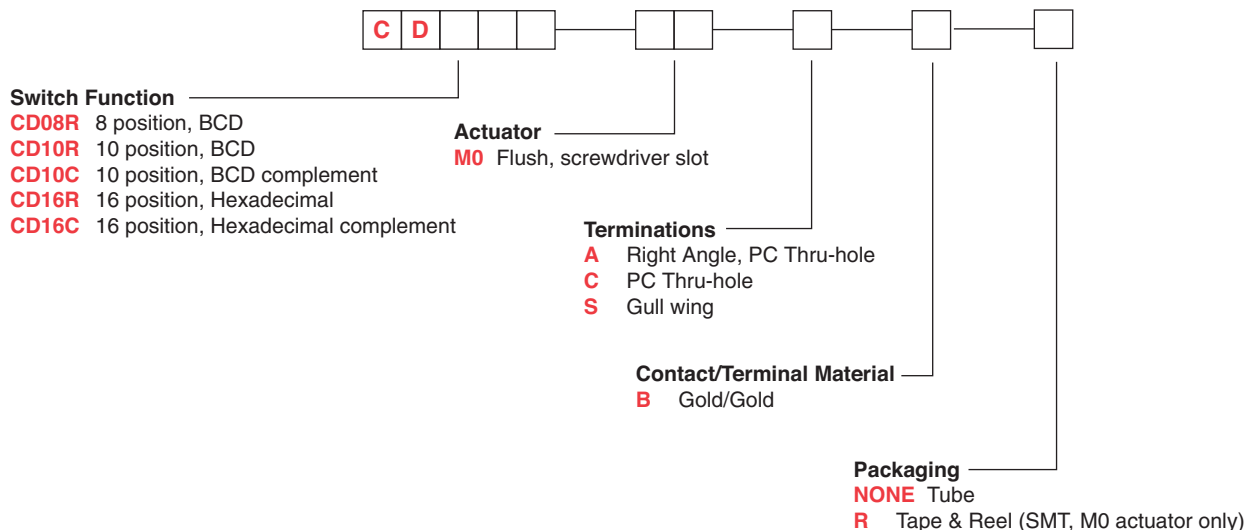 C D
Switch Function
CD08R 8 position, BCD
CD10R 10 position, BCD
CD10C 10 position, BCD complement
CD16R 16 position, Hexadecimal
CD16C 16 position, Hexadecimal complement
Actuator
M0 Flush, screwdriver slot
Terminations
A Right Angle, PC Thru-hole
C PC Thru-hole
S Gull wing
Contact/Terminal Material
B Gold/Gold
Packaging
NONE Tube
R Tape & Reel (SMT, M0 actuator only)